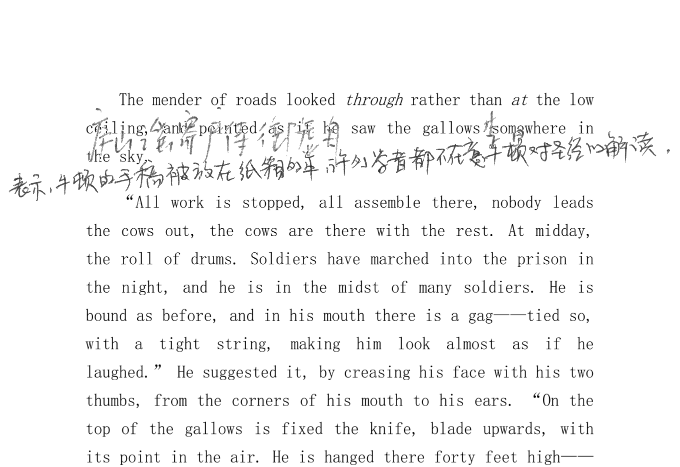 The mender of roads looked through rather than at the low
ceiling, and pointed as if he saw the gallows somewhere in
the sky.
表示,牛顿的手稿被放在纸箱的年,许多学者都不在意牛顿对圣经的解读.
“All work is stopped, all assemble there, nobody leads
the cows out, the cows are there with the rest. At midday,
the roll of drums. Soldiers have marched into the prison in
the night, and he is in the midst of many soldiers. He is
bound as before, and in his mouth there is a gag——tied so,
with a tight string, making him look almost as if he
laughed.” He suggested it, by creasing his face with his two
thumbs, from the corners of his mouth to his ears. “On the
top of the gallows is fixed the knife, blade upwards, with
its point in the air. He is hanged there forty feet high——